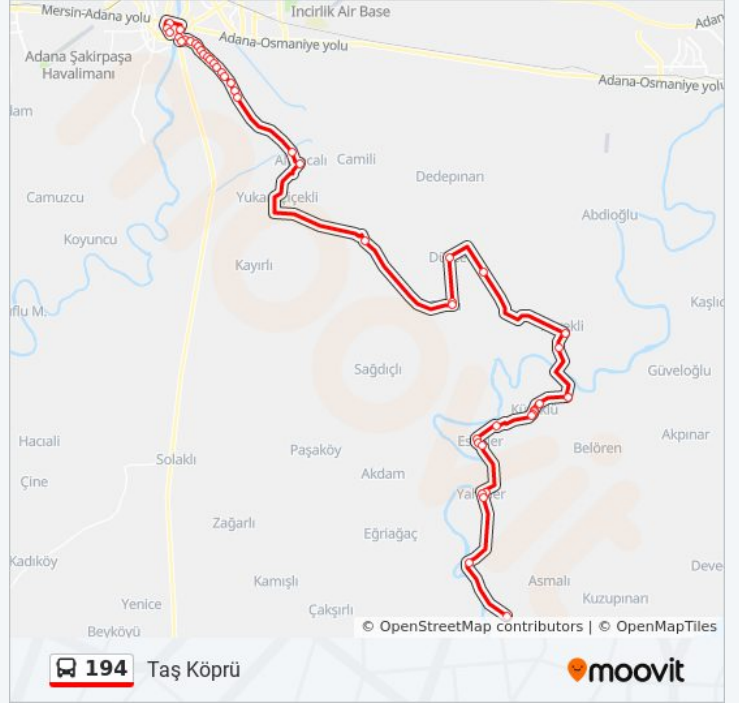 Mersin-Adana yolu
Incirlik Air Base
Adana-Osmaniye yolu
Adana Şakirpaşa
Havalimanı
Adana-Osmaniye yolu
Camili
Dedepınarı
Camuzcu
Abdioğlu
Koyuncu
Kayırlı
Sağdıçlı
Güveloğlu
Hacıali
Solaklı
Paşaköy
Belören
Akpınar
Çine
Akdam
Zağarlı
Eğriağaç
Kadıköy
Kamışlı
Asmalı
Yenice
Çakşırlı
Kuzupınarı
Beyköyü
© OpenStreetMap contributors | © OpenMapTiles
194 Taş Köprü
moovit